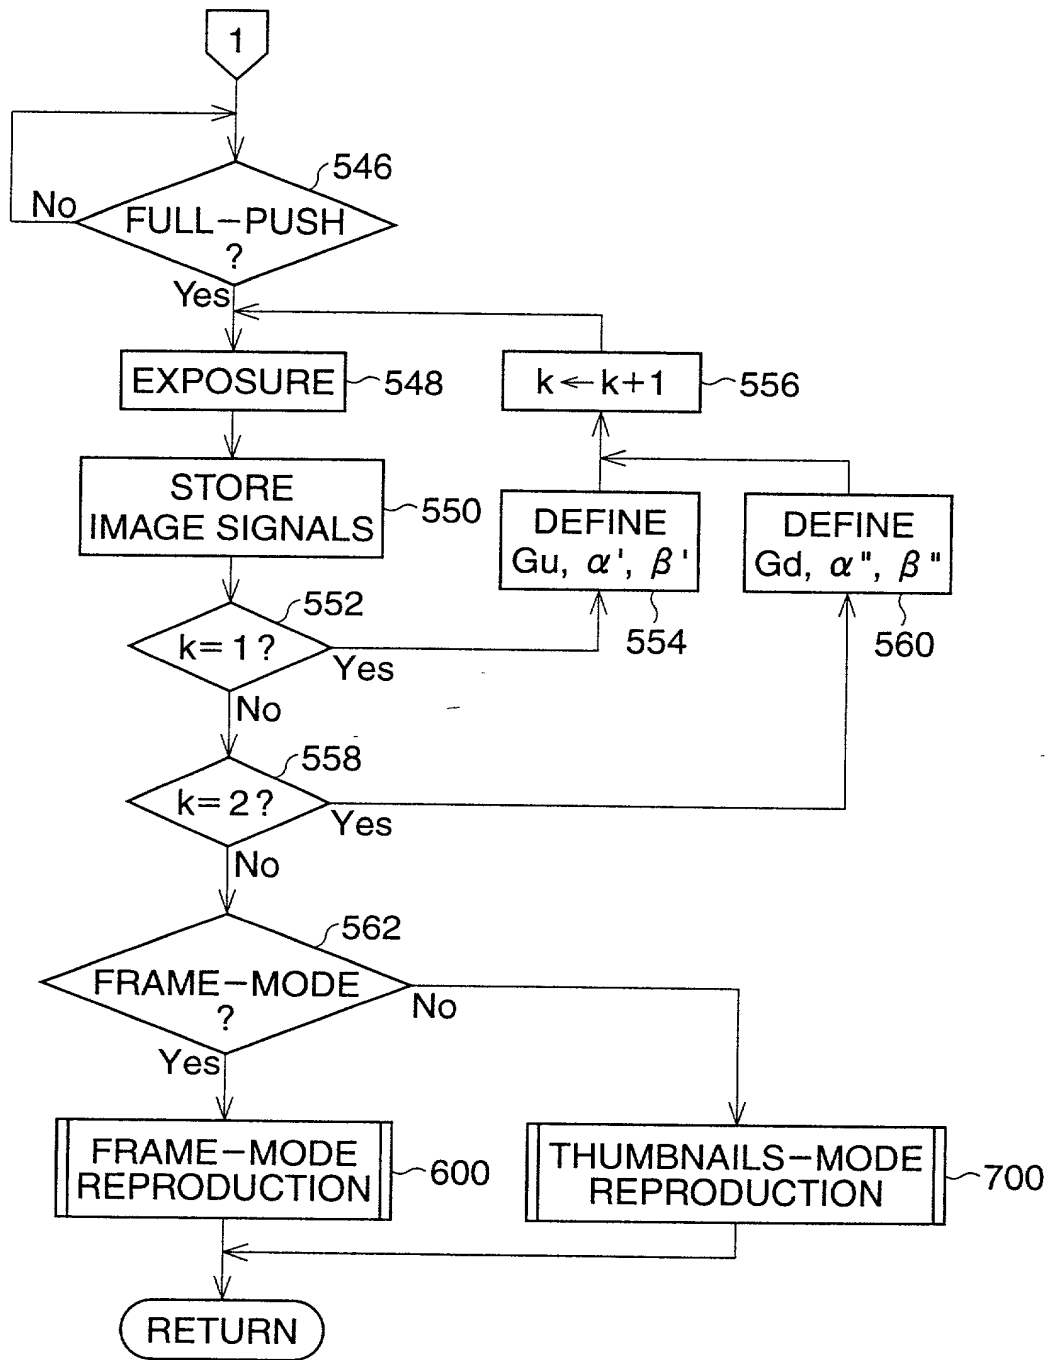 1
546
No
FULL-PUSH
?
Yes
EXPOSURE
548
k←k+1
556
STORE
IMAGE SIGNALS
550
DEFINE
Gu, α', β'
554
DEFINE
Gd, α", β"
560
552
k=1?
Yes
No
558
k=2?
Yes
No
562
FRAME-MODE
?
No
Yes
FRAME-MODE
REPRODUCTION
600
THUMBNAILS-MODE
REPRODUCTION
700
RETURN